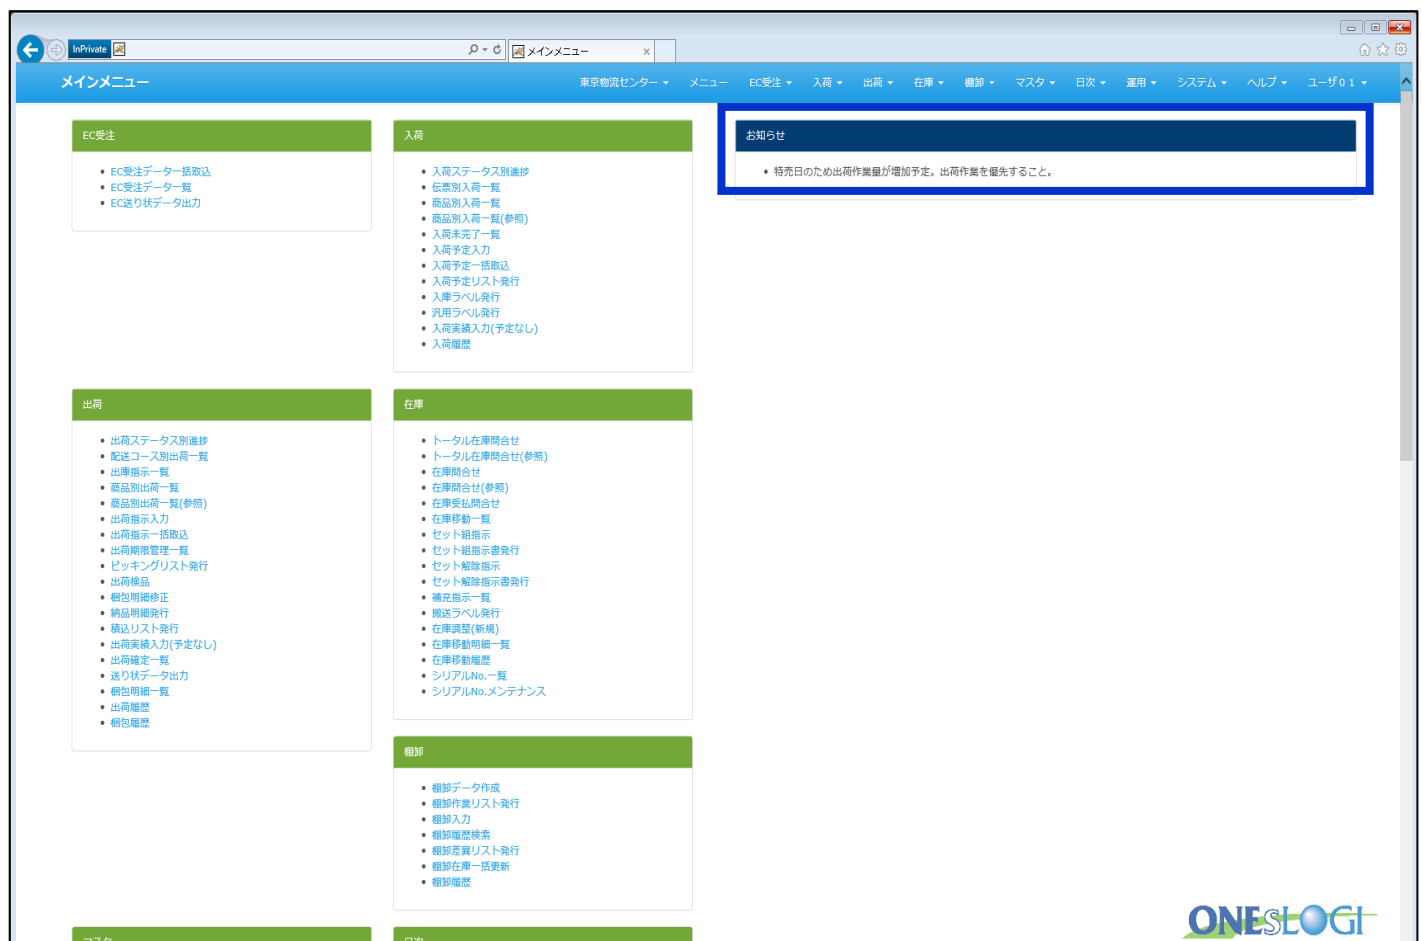 InPrivate
メインメニュー
メインメニュー
東京物流センター
メニュー
EC受注
入荷
出荷
在庫
棚卸
マスタ
日次
運用
システム
ヘルプ
ユーザ01
EC受注
EC受注データ一括取込
EC受注データ一覧
EC送り状データ出力
入荷
入荷ステータス別進捗
伝票別入荷一覧
商品別入荷一覧
商品別入荷一覧(参照)
入荷未完了一覧
入荷予定入力
入荷予定一括取込
入荷予定リスト発行
入庫ラベル発行
汎用ラベル発行
入荷実績入力(予定なし)
入荷履歴
お知らせ
特売日のため出荷作業量が増加予定。出荷作業を優先すること。
出荷
出荷ステータス別進捗
配送コース別出荷一覧
出庫指示一覧
商品別出荷一覧
商品別出荷一覧(参照)
出荷指示入力
出荷指示一括取込
出荷期限管理一覧
ピッキングリスト発行
出荷検品
梱包明細修正
納品明細発行
積込リスト発行
出荷実績入力(予定なし)
出荷確定一覧
送り状データ出力
梱包明細一覧
出荷履歴
梱包履歴
在庫
トータル在庫問合せ
トータル在庫問合せ(参照)
在庫問合せ
在庫問合せ(参照)
在庫受払問合せ
在庫移動一覧
セット組指示
セット組指示書発行
セット解除指示
セット解除指示書発行
補充指示一覧
搬送ラベル発行
在庫調整(新規)
在庫移動明細一覧
在庫移動履歴
シリアルNo.一覧
シリアルNo.メンテナンス
棚卸
棚卸データ作成
棚卸作業リスト発行
棚卸入力
棚卸履歴検索
棚卸差異リスト発行
棚卸在庫一括更新
棚卸履歴
マスタ
日次
ONEsLOGI